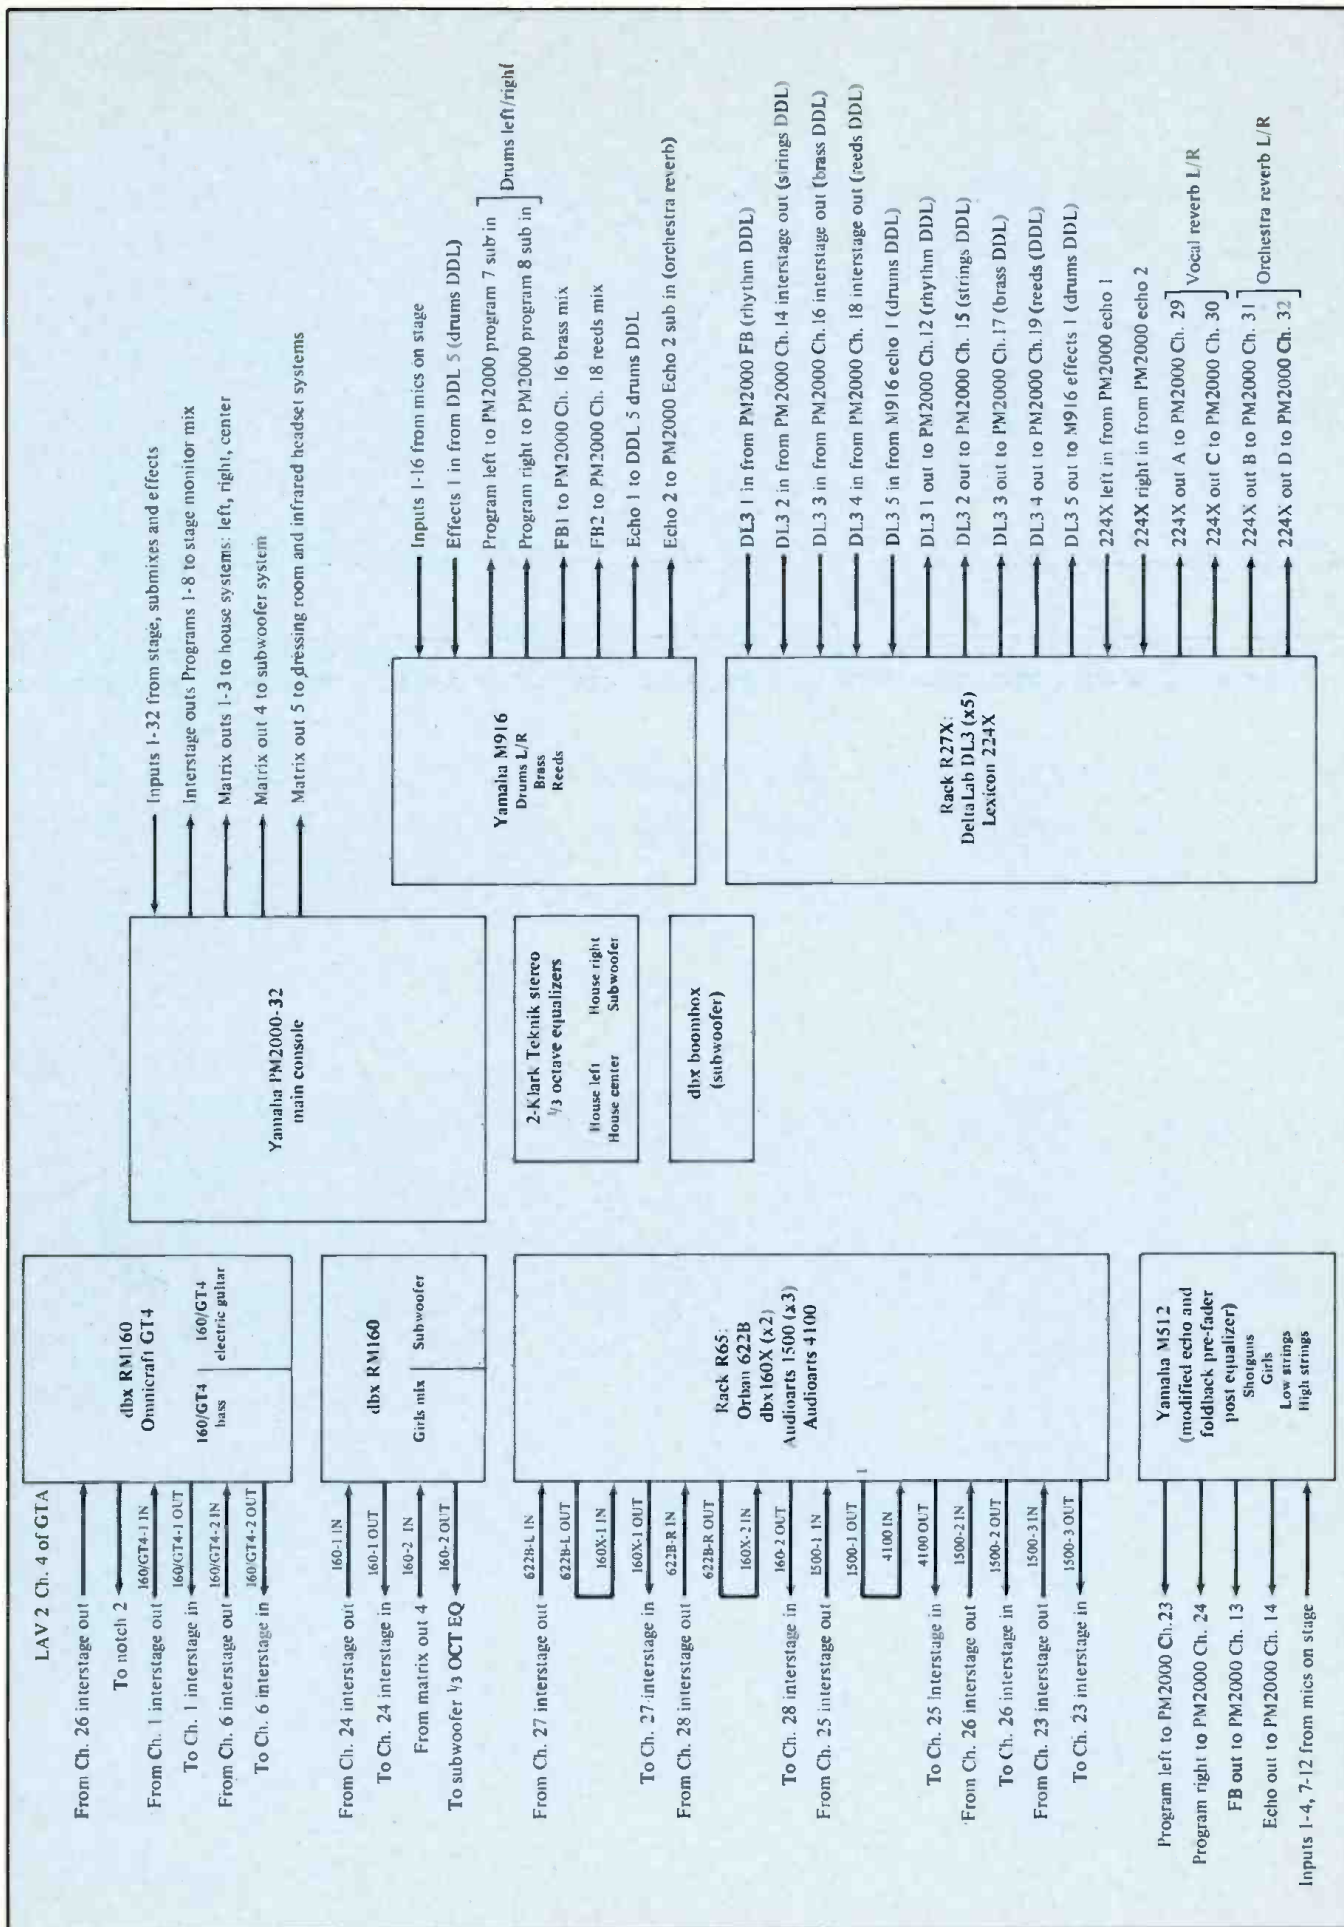 LAV 2 Ch. 4 of GTA
From Ch. 26 interstage out
To notch 2
From Ch. 1 interstage out
160/GT4-1 IN
To Ch. 1 interstage in
160/GT4-1 OUT
From Ch. 6 interstage out
160/GT4-2 IN
To Ch. 6 interstage in
160/GT4-2 OUT
dbx RM160
Omnicraft GT4
160/GT4
bass
160/GT4
electric guitar
From Ch. 24 interstage out
160-1 IN
To Ch. 24 interstage in
160-1 OUT
From matrix out 4
160-2 IN
To subwoofer 1/3 OCT EQ
160-2 OUT
dbx RM160
Girls mix
Subwoofer
From Ch. 27 interstage out
622B-L IN
622B-L OUT
160X-1 IN
To Ch. 27 interstage in
160X-1 OUT
From Ch. 28 interstage out
622B-R IN
622B-R OUT
160X-2 IN
To Ch. 28 interstage in
160-2 OUT
From Ch. 25 interstage out
1500-1 IN
1500-1 OUT
4100 IN
To Ch. 25 Interstage in
4100 OUT
From Ch. 26 interstage out
1500-2 IN
To Ch. 26 interstage in
1500-2 OUT
From Ch. 23 interstage out
1500-3 IN
To Ch. 23 interstage in
1500-3 OUT
Rack R65:
Orban 622B
dbx160X (x2)
Audioarts 1500 (x3)
Audioarts 4100
Program left to PM2000 Ch.23
Program right to PM2000 Ch. 24
FB out to PM2000 Ch. 13
Echo out to PM2000 Ch. 14
Inputs 1-4, 7-12 from mics on stage
Yamaha M512
(modified echo and
foldback pre-fader
post equalizer)
Shotguns
Girls
Low strings
High strings
Yamaha PM2000-32
main console
Inputs 1-32 from stage, submixes and effects
Interstage outs Programs 1-8 to stage monitor mix
Matrix outs 1-3 to house systems: left, right, center
Matrix out 4 to subwoofer system
Matrix out 5 to dressing room and infrared headset systems
2-Klark Teknik stereo
1/3 octave equalizers
House left
House center
House right
Subwoofer
dbx boombox
(subwoofer)
Yamaha M916
Drums L/R
Brass
Reeds
Inputs 1-16 from mics on stage
Effects 1 in from DDL 5 (drums DDL)
Program left to PM2000 program 7 sub in
Program right to PM2000 program 8 sub in
Drums left/right
FB1 to PM2000 Ch. 16 brass mix
FB2 to PM2000 Ch. 18 reeds mix
Echo 1 to DDL 5 drums DDL
Echo 2 to PM2000 Echo 2 sub in (orchestra reverb)
Rack R27X:
DeltaLab DL3 (x5)
Lexicon 224X
DL3 1 in from PM2000 FB (rhythm DDL)
DL3 2 in from PM2000 Ch. 14 interstage out (strings DDL)
DL3 3 in from PM2000 Ch. 16 interstage out (brass DDL)
DL3 4 in from PM2000 Ch. 18 interstage out (reeds DDL)
DL3 5 in from M916 echo 1 (drums DDL)
DL3 1 out to PM2000 Ch. 12 (rhythm DDL)
DL3 2 out to PM2000 Ch. 15 (strings DDL)
DL3 3 out to PM2000 Ch. 17 (brass DDL)
DL3 4 out to PM2000 Ch. 19 (reeds (DDL)
DL3 5 out to M916 effects 1 (drums DDL)
224X left in from PM2000 echo 1
224X right in from PM2000 echo 2
224X out A to PM2000 Ch. 29
224X out C to PM2000 Ch. 30
Vocal reverb L/R
224X out B to PM2000 Ch. 31
224X out D to PM2000 Ch. 32
Orchestra reverb L/R